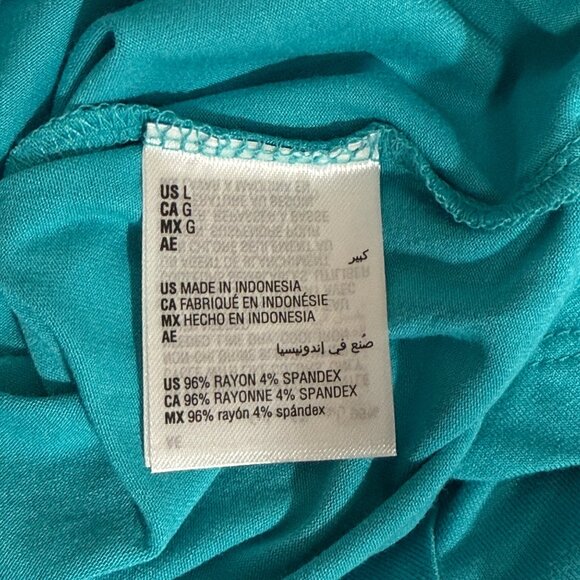 US L
CA G
MX G
AE
كبير
US MADE IN INDONESIA
CA FABRIQUÉ EN INDONÉSIE
MX HECHO EN INDONESIA
AE
صُنع في إندونيسيا
US 96% RAYON 4% SPANDEX
CA 96% RAYONNE 4% SPANDEX
MX 96% rayón 4% spándex
AE